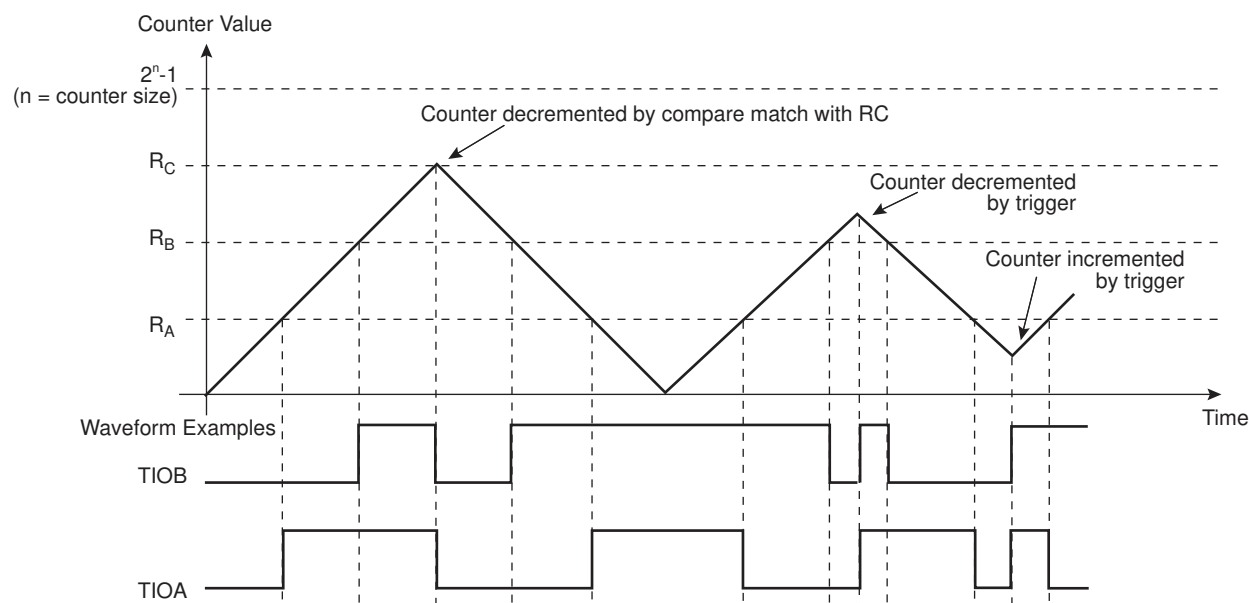 Counter Value
2ⁿ-1
(n = counter size)
Counter decremented by compare match with RC
R_C
Counter decremented
by trigger
R_B
Counter incremented
by trigger
R_A
Time
Waveform Examples
TIOB
TIOA